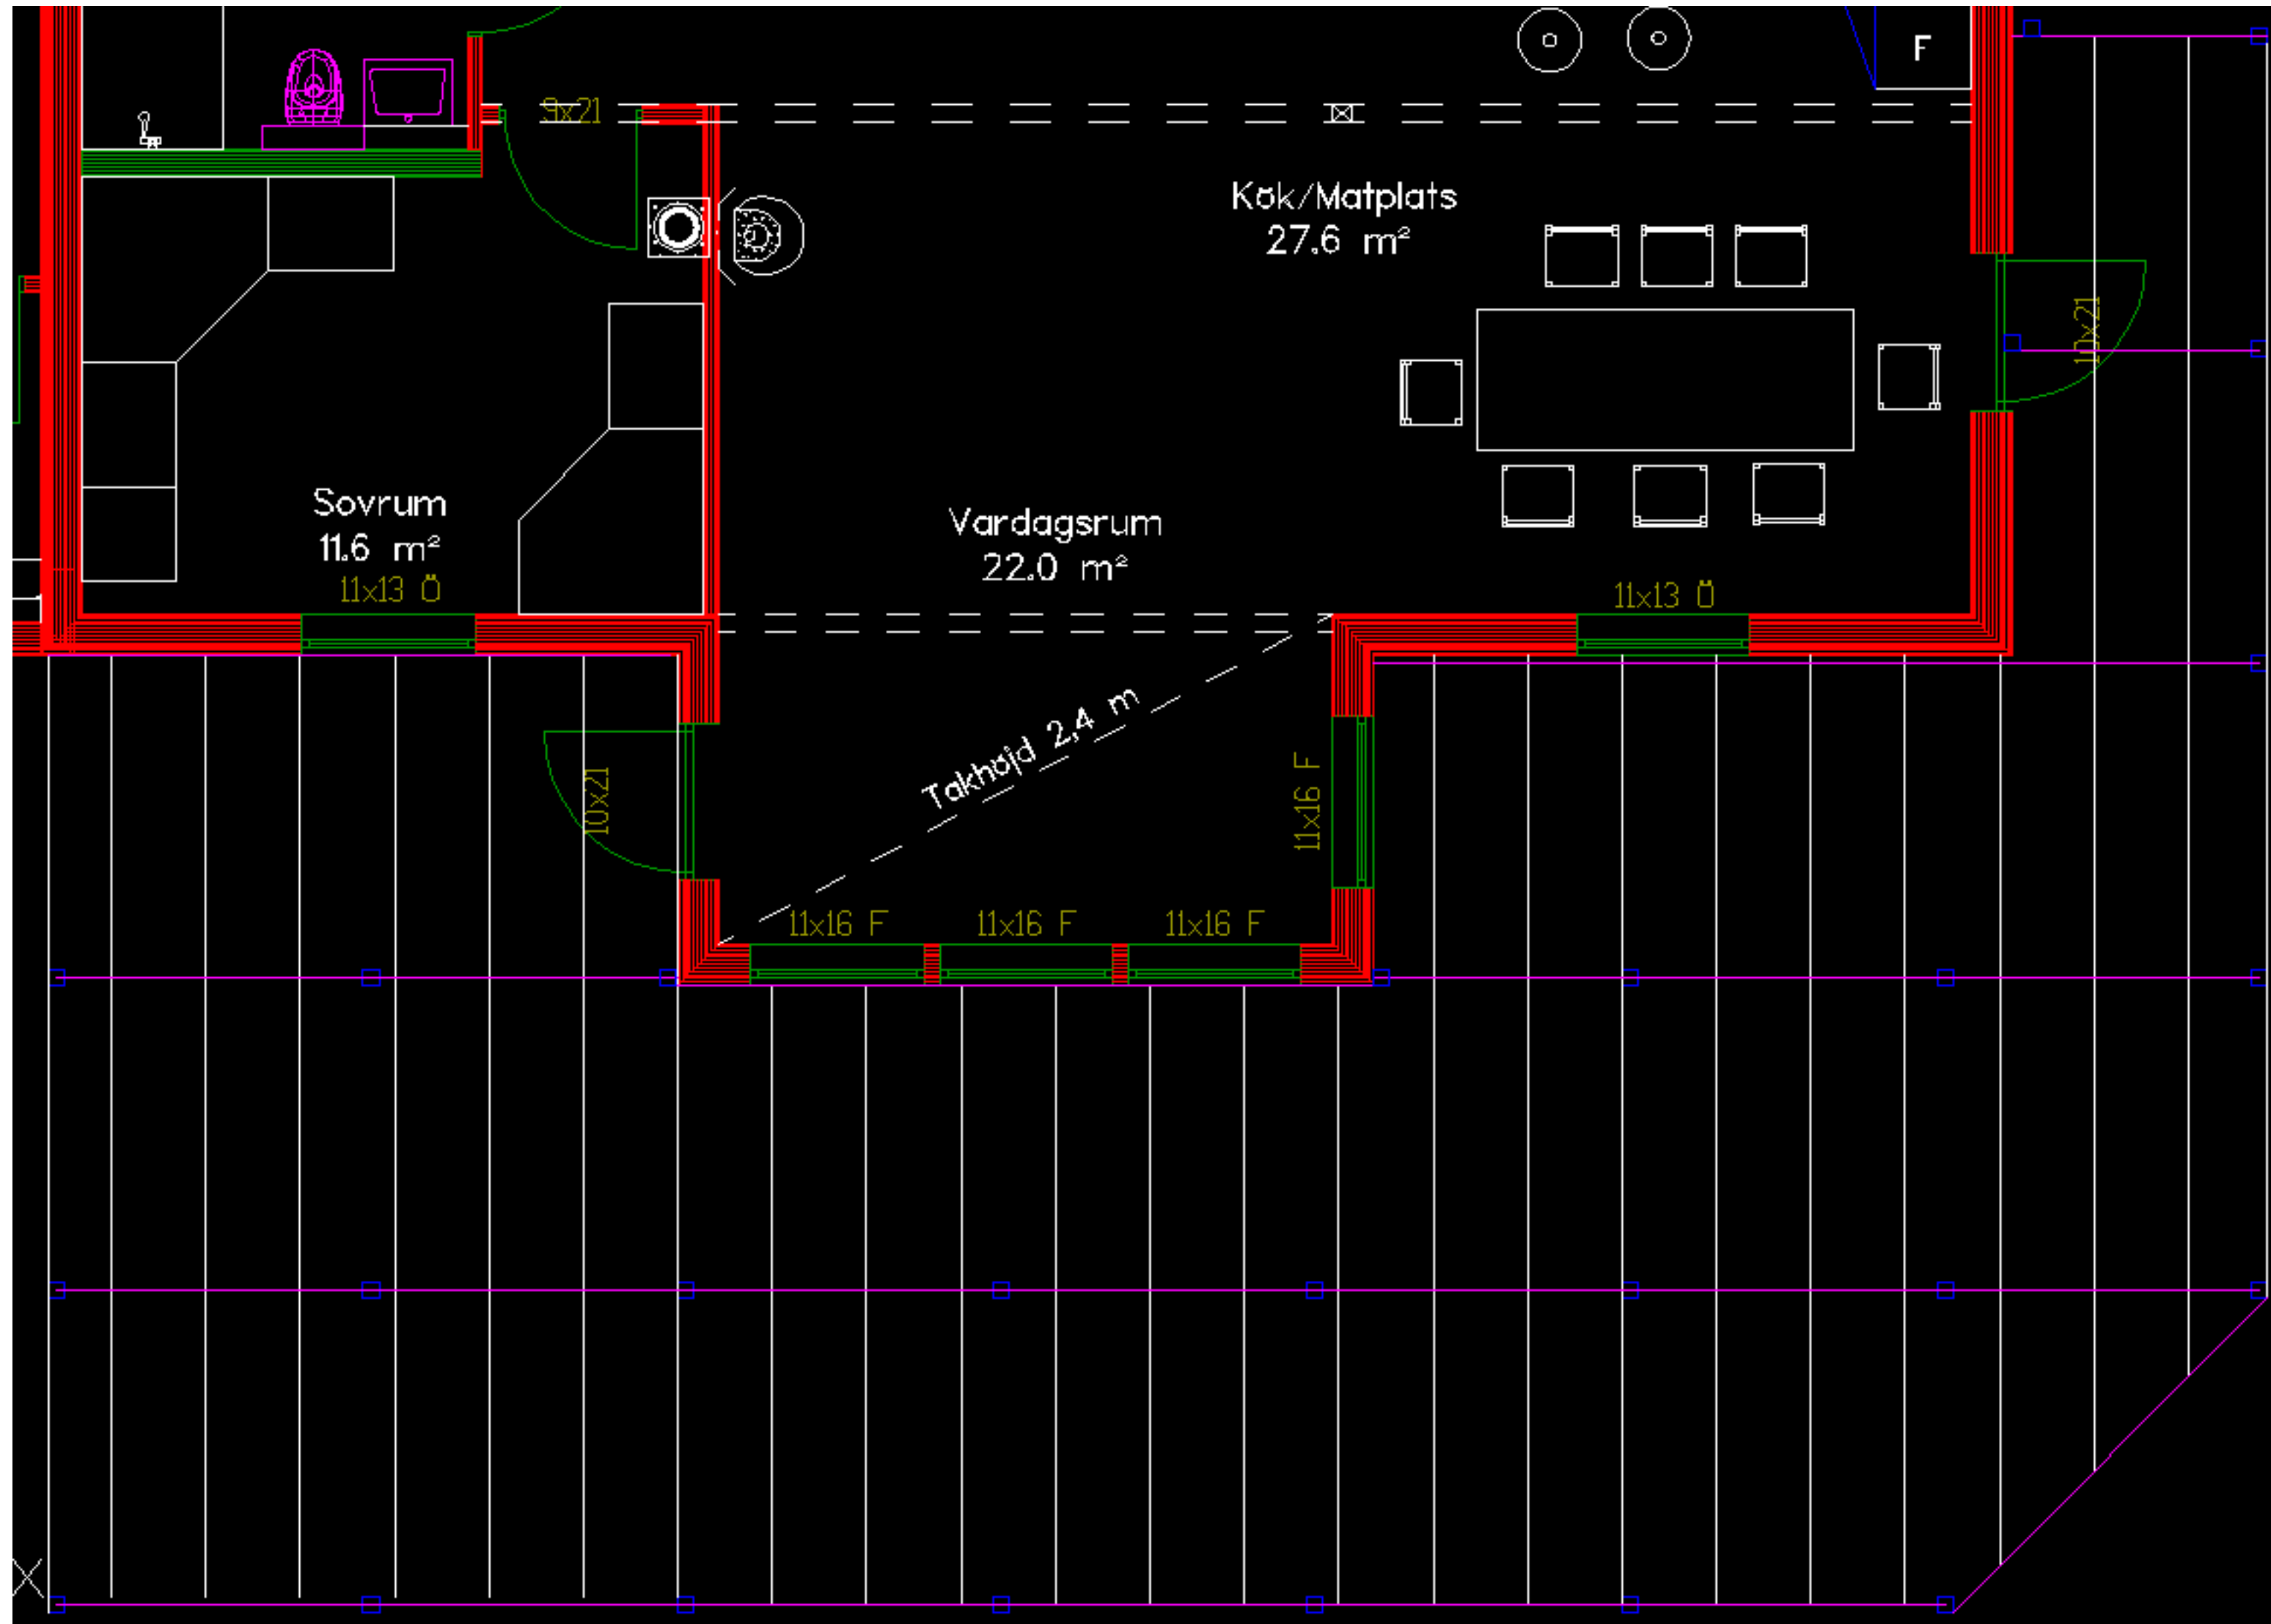 F
9x21
Kök/Matplats
27.6 m²
10x21
Sovrum
11.6 m²
11x13 Ö
Vardagsrum
22.0 m²
11x13 Ö
Takhöjd 2,4 m
10x21
11x16 F
11x16 F
11x16 F
11x16 F